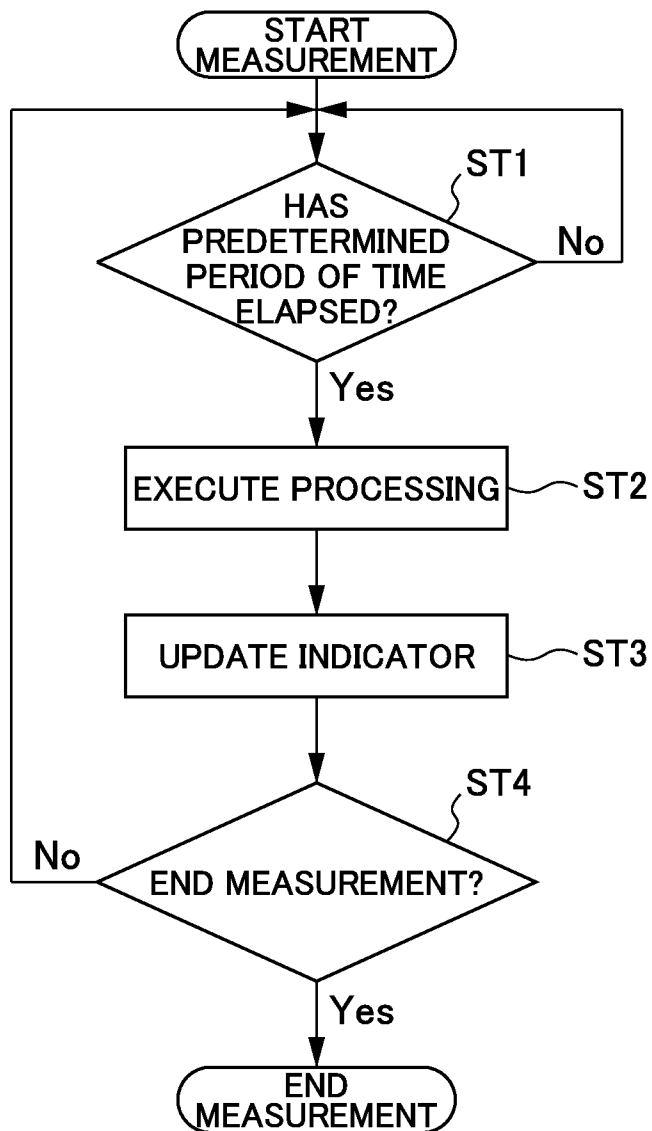 START
MEASUREMENT
ST1
HAS
PREDETERMINED
PERIOD OF TIME
ELAPSED?
No
Yes
EXECUTE PROCESSING
ST2
UPDATE INDICATOR
ST3
ST4
No
END MEASUREMENT?
Yes
END
MEASUREMENT